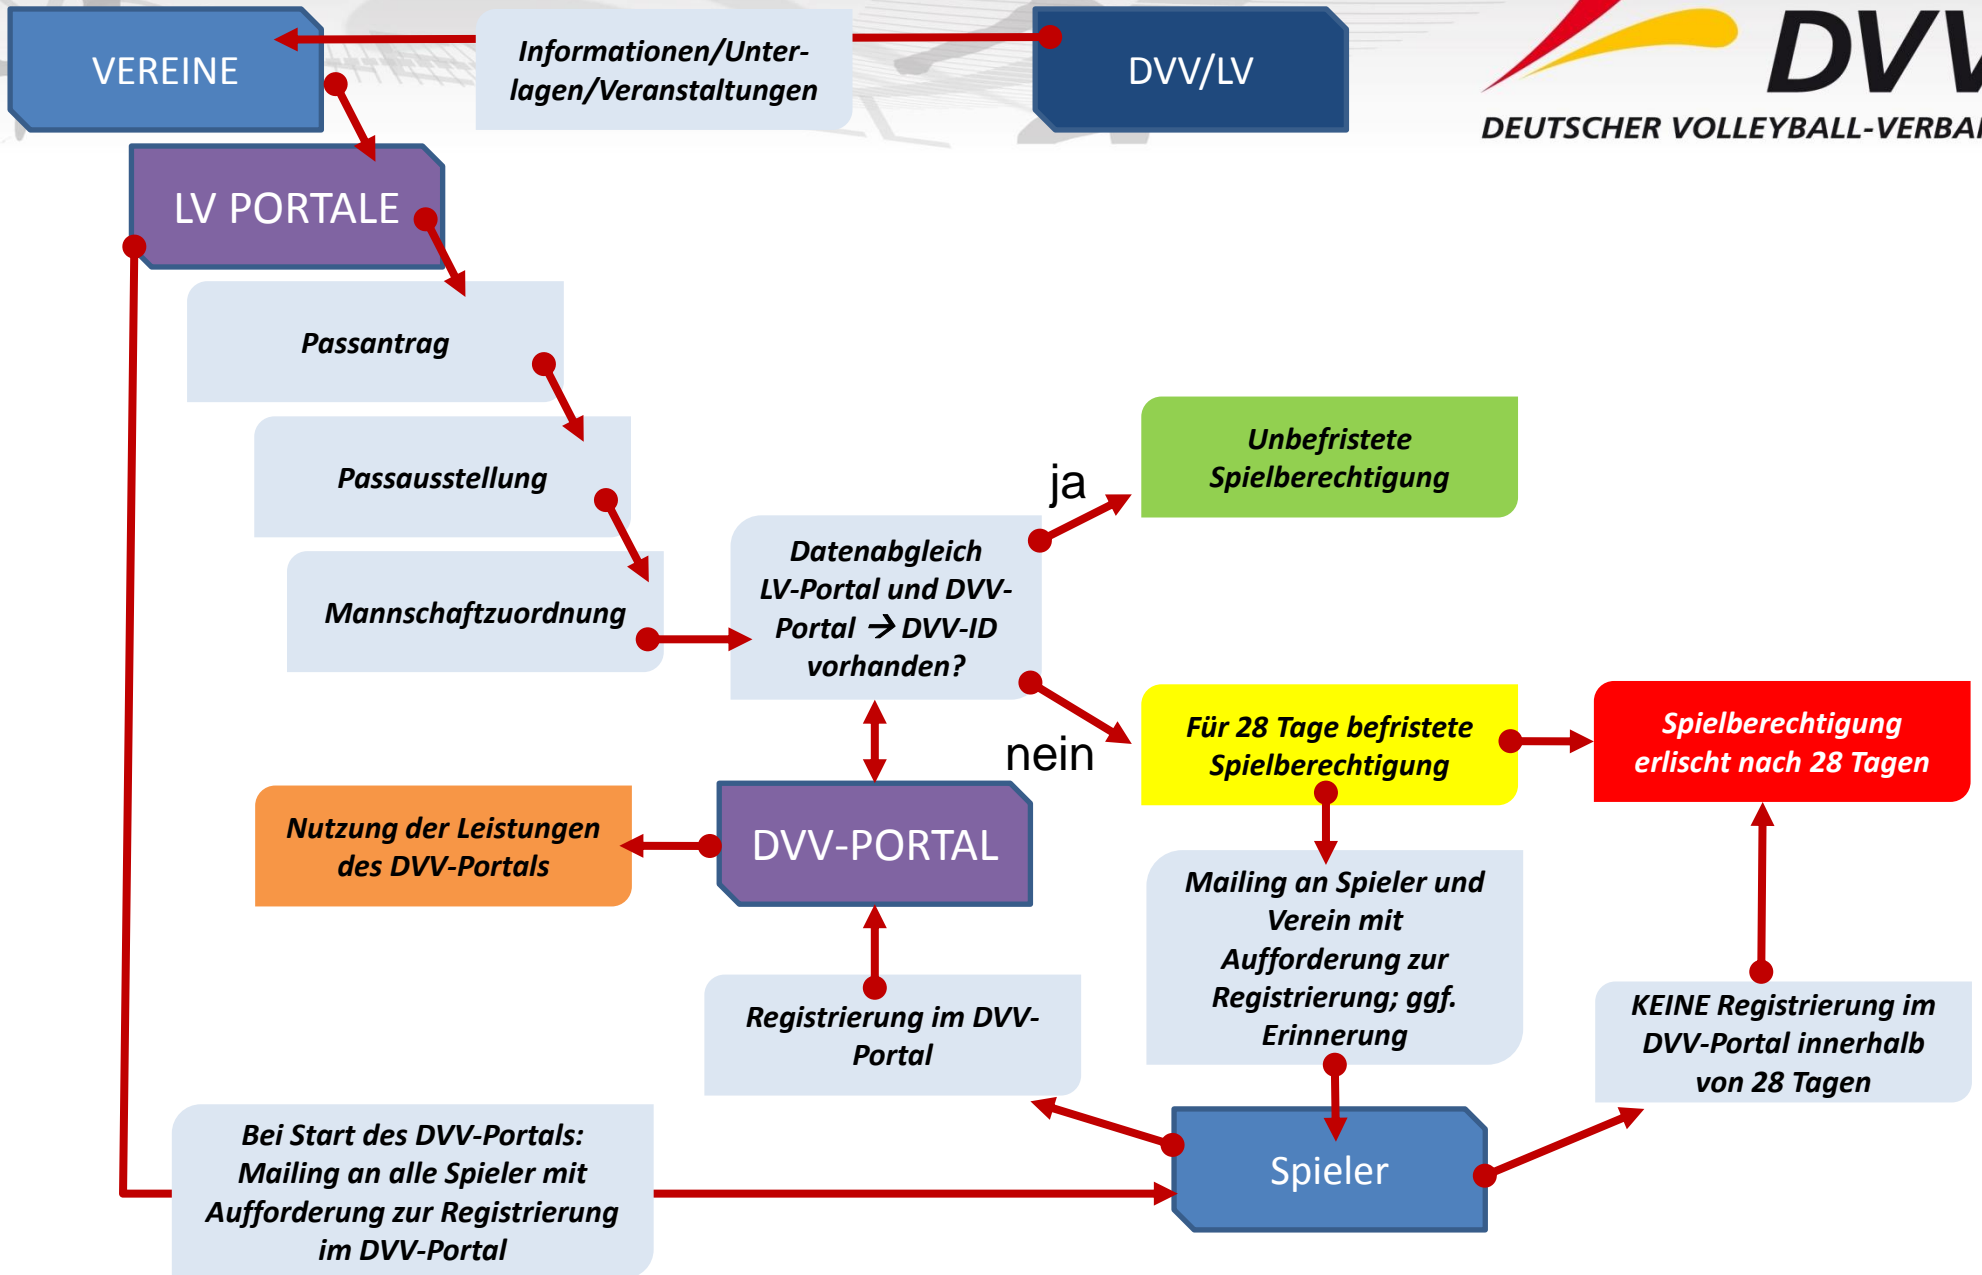 VEREINE
Informationen/Unter-
lagen/Veranstaltungen
DVV/LV
DVV
DEUTSCHER VOLLEYBALL-VERBA
LV PORTALE
Passantrag
Passausstellung
Mannschaftzuordnung
Datenabgleich
LV-Portal und DVV-
Portal → DVV-ID
vorhanden?
ja
Unbefristete
Spielberechtigung
nein
Für 28 Tage befristete
Spielberechtigung
Spielberechtigung
erlischt nach 28 Tagen
Nutzung der Leistungen
des DVV-Portals
DVV-PORTAL
Mailing an Spieler und
Verein mit
Aufforderung zur
Registrierung; ggf.
Erinnerung
Registrierung im DVV-
Portal
KEINE Registrierung im
DVV-Portal innerhalb
von 28 Tagen
Bei Start des DVV-Portals:
Mailing an alle Spieler mit
Aufforderung zur Registrierung
im DVV-Portal
Spieler